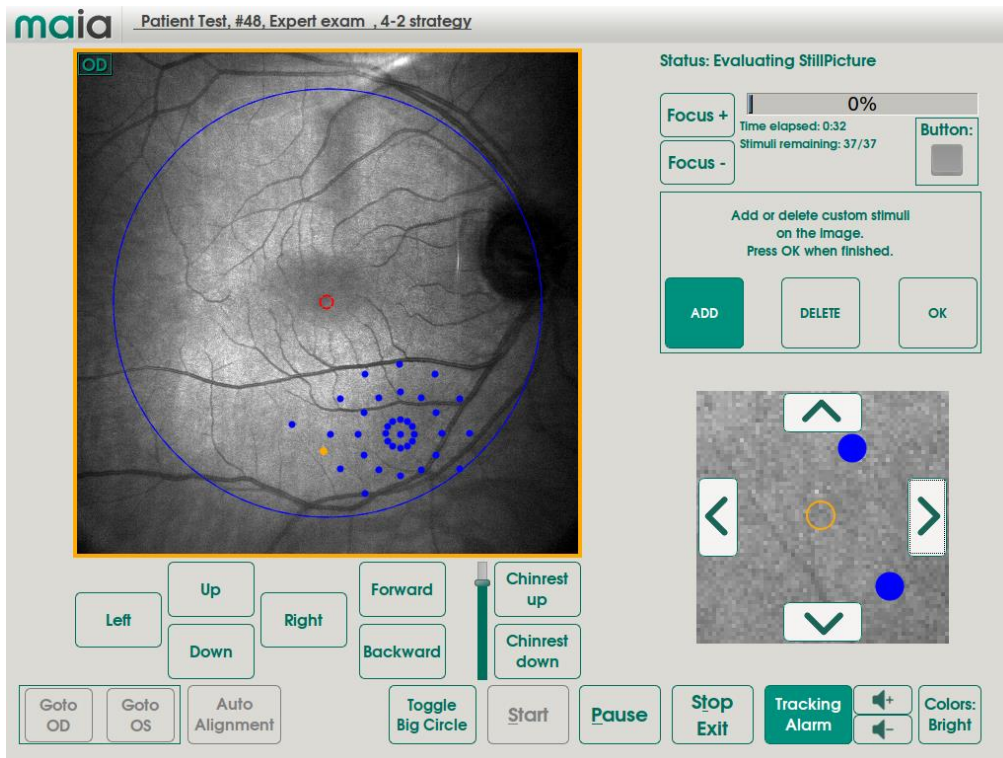 maia
Patient Test, #48, Expert exam , 4-2 strategy
OD
Status: Evaluating StillPicture
Focus +
0%
Time elapsed: 0:32
Stimuli remaining: 37/37
Button:
Focus -
Add or delete custom stimuli
on the image.
Press OK when finished.
ADD
DELETE
OK
Left
Up
Down
Right
Forward
Backward
Chinrest
up
Chinrest
down
Goto
OD
Goto
OS
Auto
Alignment
Toggle
Big Circle
Start
Pause
Stop
Exit
Tracking
Alarm
+
-
Colors:
Bright